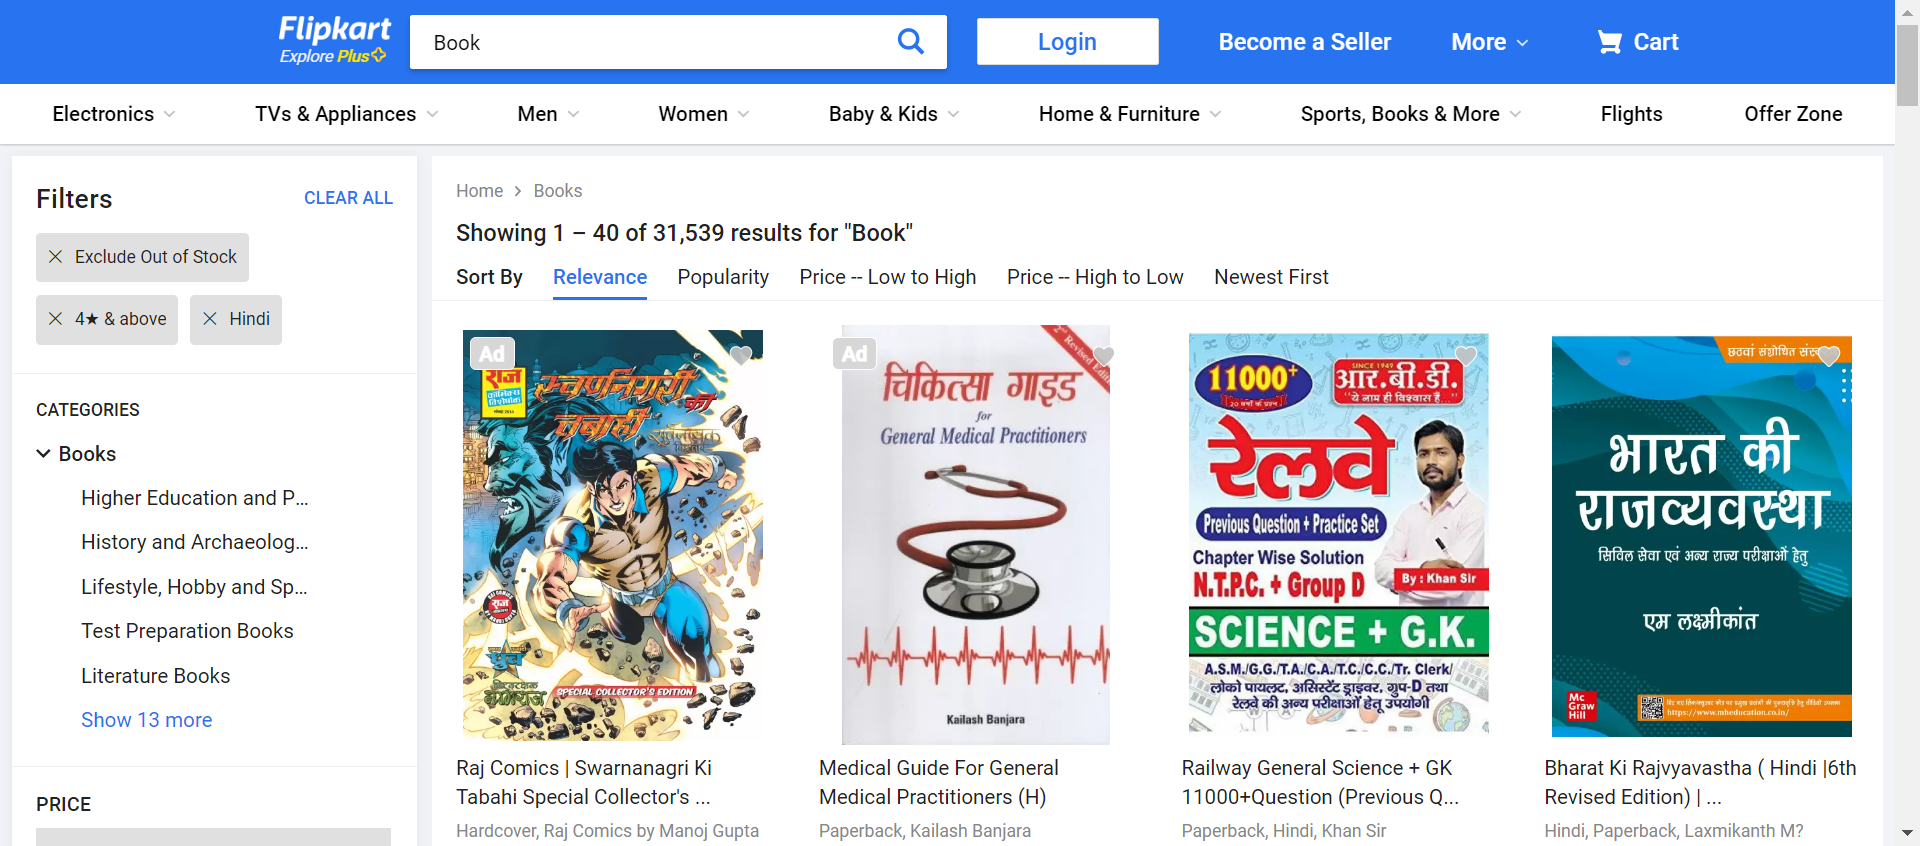 Flipkart
Explore Plus
Book
Login
Become a Seller
More
Cart
Electronics
TVs & Appliances
Men
Women
Baby & Kids
Home & Furniture
Sports, Books & More
Flights
Offer Zone
Filters
CLEAR ALL
Exclude Out of Stock
4★ & above
Hindi
CATEGORIES
Books
Higher Education and P...
History and Archaeolog...
Lifestyle, Hobby and Sp...
Test Preparation Books
Literature Books
Show 13 more
PRICE
Home
Books
Showing 1 – 40 of 31,539 results for "Book"
Sort By
Relevance
Popularity
Price -- Low to High
Price -- High to Low
Newest First
Ad
राज
कॉमिक्स
विशेषांक
स्वर्णनगरी
की
तबाही
ध्रुव
नागराज
SPECIAL COLLECTOR'S EDITION
Raj Comics | Swarnanagri Ki
Tabahi Special Collector's ...
Hardcover, Raj Comics by Manoj Gupta
Ad
2nd Revised
चिकित्सा गाइड
for
General Medical Practitioners
Kailash Banjara
Medical Guide For General
Medical Practitioners (H)
Paperback, Kailash Banjara
11000+
SINCE 1949
आर.बी.डी.
"ये नाम ही विश्वास है..."
रेलवे
Previous Question + Practice Set
Chapter Wise Solution
N.T.P.C. + Group D
By : Khan Sir
SCIENCE + G.K.
A.S.M./G.G./T.A./C.A./T.C./C.C./Tr. Clerk/
लोको पायलट, असिस्टेंट ड्राइवर, ग्रुप-D तथा
रेलवे की अन्य परीक्षाओं हेतु उपयोगी
Railway General Science + GK
11000+Question (Previous Q...
Paperback, Hindi, Khan Sir
छठवां संशोधित
भारत की
राजव्यवस्था
सिविल सेवा एवं अन्य राज्य परीक्षाओं हेतु
एम लक्ष्मीकांत
Mc
Graw
Hill
https://www.mheducation.co.in/
Bharat Ki Rajvyavastha ( Hindi |6th
Revised Edition) | ...
Hindi, Paperback, Laxmikanth M?